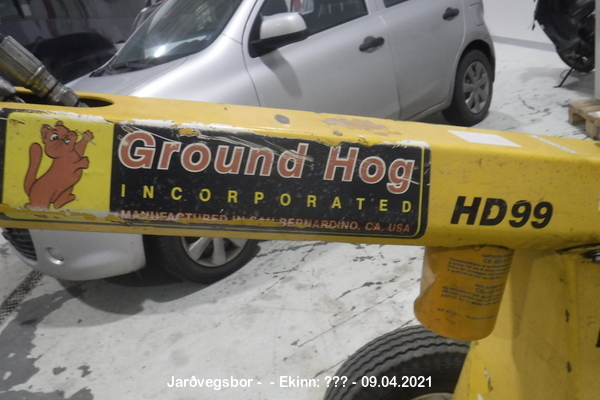 Ground Hog
INCORPORATED
MANUFACTURED IN SAN BERNARDINO, CA. USA
HD99
Jarðvegsbor - - Ekinn: ??? - 09.04.2021